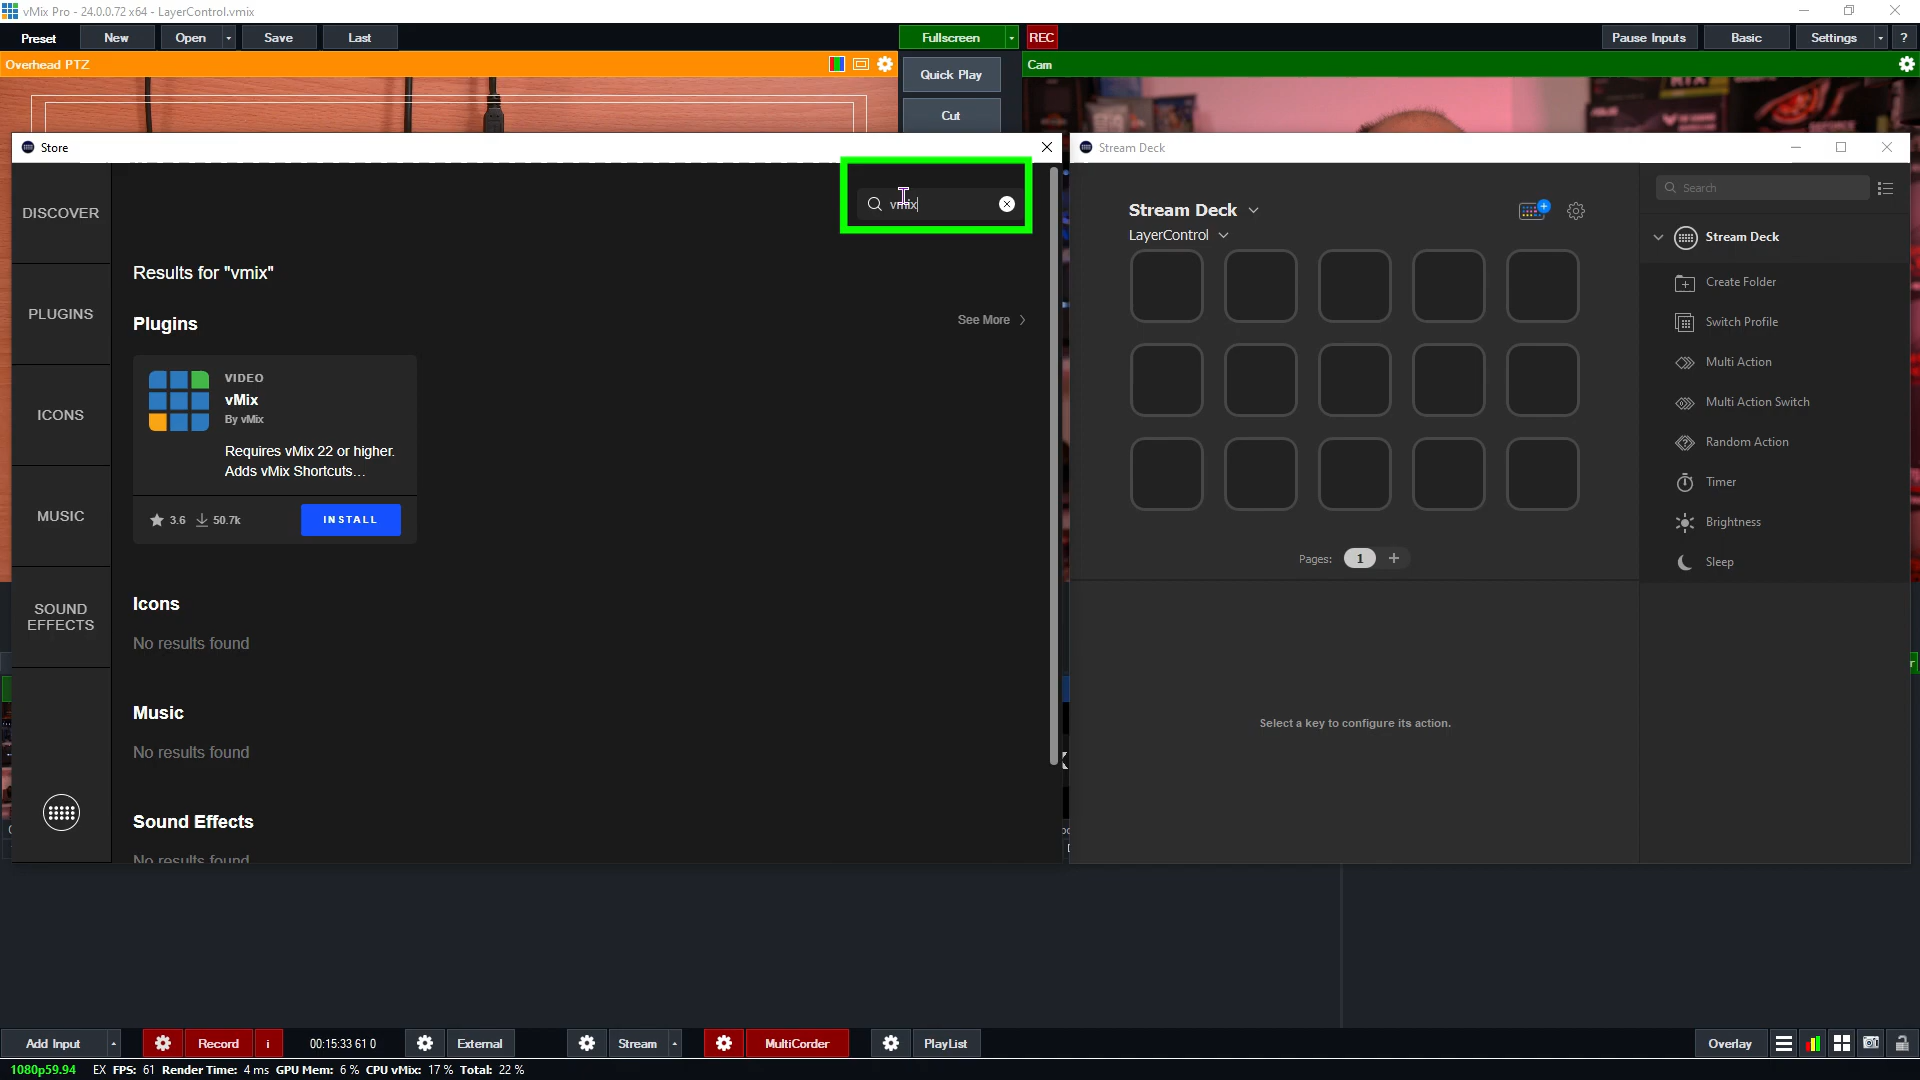 vMix Pro - 24.0.0.72 x64 - LayerControl.vmix
Preset New Open Save Last Fullscreen REC Pause Inputs Basic Settings ?
Overhead PTZ
Quick Play
Cut
Cam
Store
DISCOVER
PLUGINS
ICONS
MUSIC
SOUND
EFFECTS
vmix
Results for "vmix"
Plugins
See More
VIDEO
vMix
By vMix
Requires vMix 22 or higher.
Adds vMix Shortcuts...
3.6 50.7k INSTALL
Icons
No results found
Music
No results found
Sound Effects
No results found
Stream Deck
Stream Deck
LayerControl
Pages: 1 +
Select a key to configure its action.
Search
Stream Deck
Create Folder
Switch Profile
Multi Action
Multi Action Switch
Random Action
Timer
Brightness
Sleep
Add Input Record i 00:15:33 61 0 External Stream MultiCorder PlayList Overlay
1080p59.94 EX FPS: 61 Render Time: 4 ms GPU Mem: 6 % CPU vMix: 17 % Total: 22 %